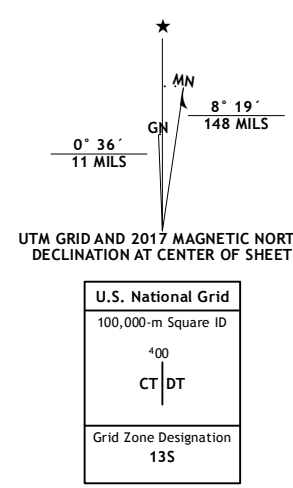 ★
MN
GN
8° 19´
148 MILS
0° 36´
11 MILS
UTM GRID AND 2017 MAGNETIC NORT
DECLINATION AT CENTER OF SHEET
U.S. National Grid
100,000-m Square ID
⁴00
CT DT
Grid Zone Designation
13S